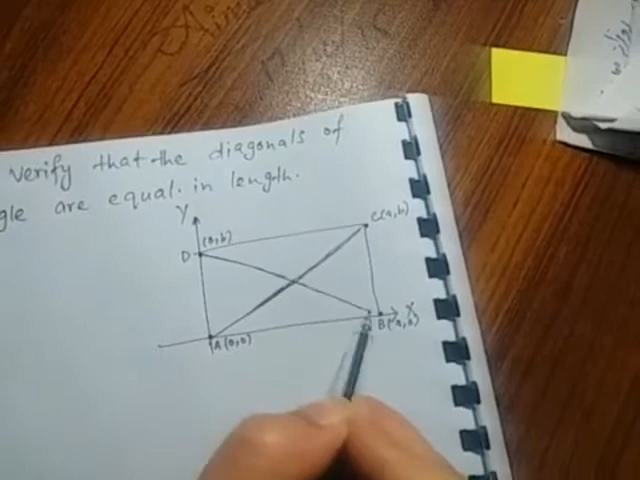 Verify that the diagonals of
gle are equal. in length.
Y
C(a,b)
(0,b)
D
X
B(a,0)
A(0,0)